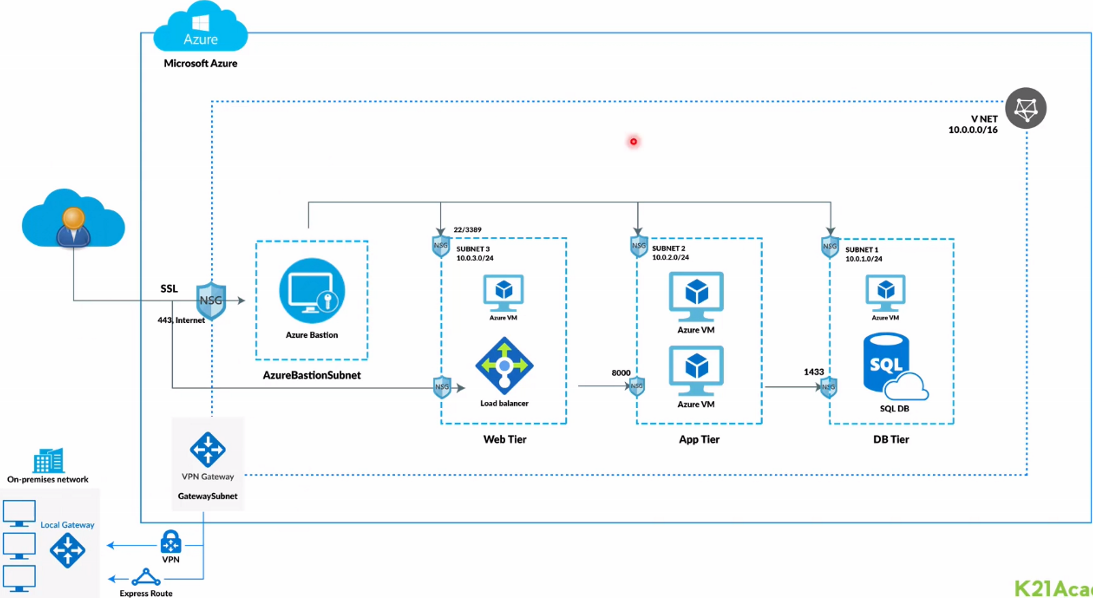 Azure
Microsoft Azure
V NET
10.0.0.0/16
22/3389
NSG
SUBNET 3
10.0.3.0/24
NSG
SUBNET 2
10.0.2.0/24
NSG
SUBNET 1
10.0.1.0/24
SSL
NSG
443, Internet
Azure Bastion
AzureBastionSubnet
Azure VM
Azure VM
Azure VM
NSG
Load balancer
Web Tier
8000
NSG
Azure VM
App Tier
1433
NSG
SQL
SQL DB
DB Tier
VPN Gateway
GatewaySubnet
On-premises network
Local Gateway
VPN
Express Route
K21Aca